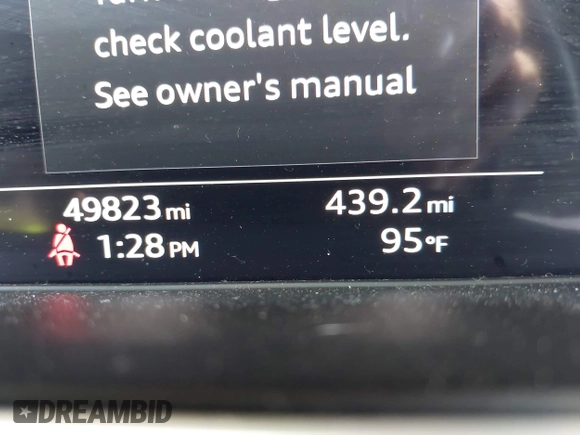 check coolant level.
See owner's manual
49823 mi 439.2 mi
1:28 PM 95 °F
DREAMBID